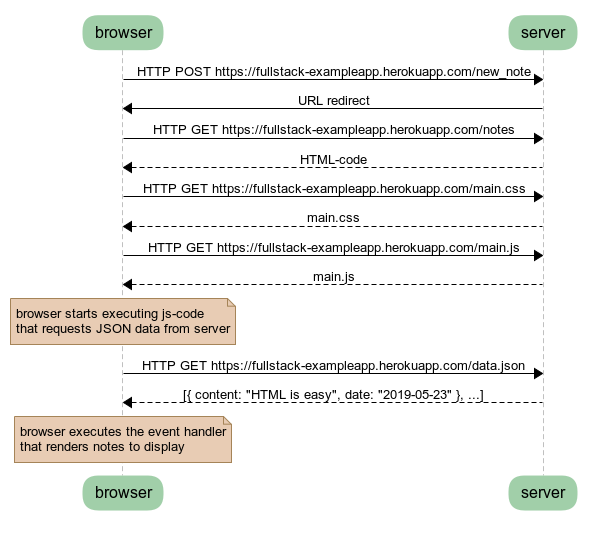 browser
server
HTTP POST https://fullstack-exampleapp.herokuapp.com/new_note
URL redirect
HTTP GET https://fullstack-exampleapp.herokuapp.com/notes
HTML-code
HTTP GET https://fullstack-exampleapp.herokuapp.com/main.css
main.css
HTTP GET https://fullstack-exampleapp.herokuapp.com/main.js
main.js
browser starts executing js-code
that requests JSON data from server
HTTP GET https://fullstack-exampleapp.herokuapp.com/data.json
[{ content: "HTML is easy", date: "2019-05-23" }, ...]
browser executes the event handler
that renders notes to display
browser
server